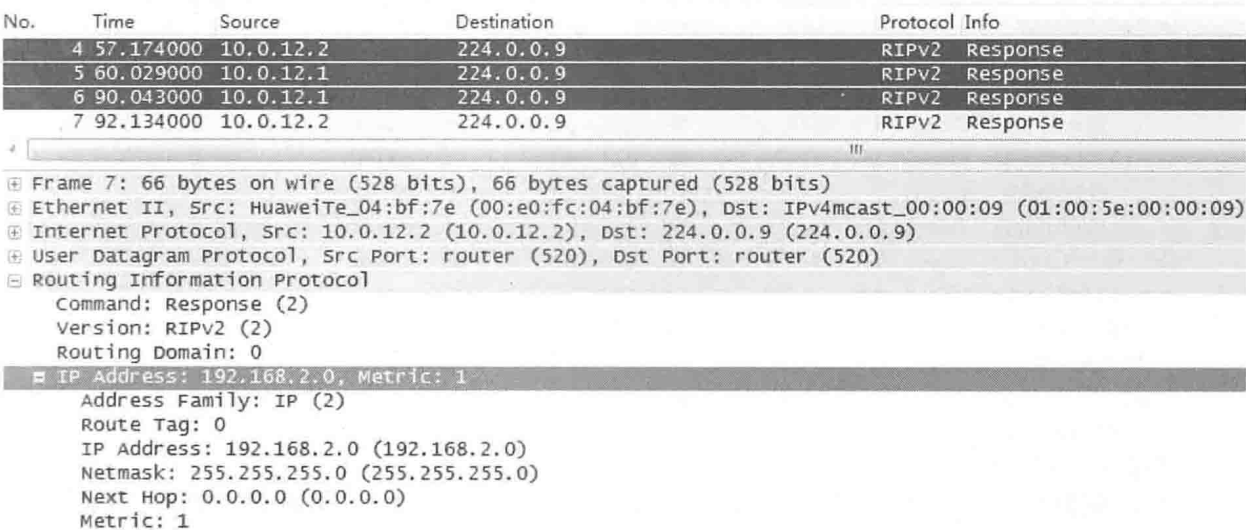 No. Time Source Destination Protocol Info
4 57.174000 10.0.12.2 224.0.0.9 RIPv2 Response
5 60.029000 10.0.12.1 224.0.0.9 RIPv2 Response
6 90.043000 10.0.12.1 224.0.0.9 RIPv2 Response
7 92.134000 10.0.12.2 224.0.0.9 RIPv2 Response
Frame 7: 66 bytes on wire (528 bits), 66 bytes captured (528 bits)
Ethernet II, Src: HuaweiTe_04:bf:7e (00:e0:fc:04:bf:7e), Dst: IPv4mcast_00:00:09 (01:00:5e:00:00:09)
Internet Protocol, Src: 10.0.12.2 (10.0.12.2), Dst: 224.0.0.9 (224.0.0.9)
User Datagram Protocol, Src Port: router (520), Dst Port: router (520)
Routing Information Protocol
Command: Response (2)
Version: RIPv2 (2)
Routing Domain: 0
IP Address: 192.168.2.0, Metric: 1
Address Family: IP (2)
Route Tag: 0
IP Address: 192.168.2.0 (192.168.2.0)
Netmask: 255.255.255.0 (255.255.255.0)
Next Hop: 0.0.0.0 (0.0.0.0)
Metric: 1